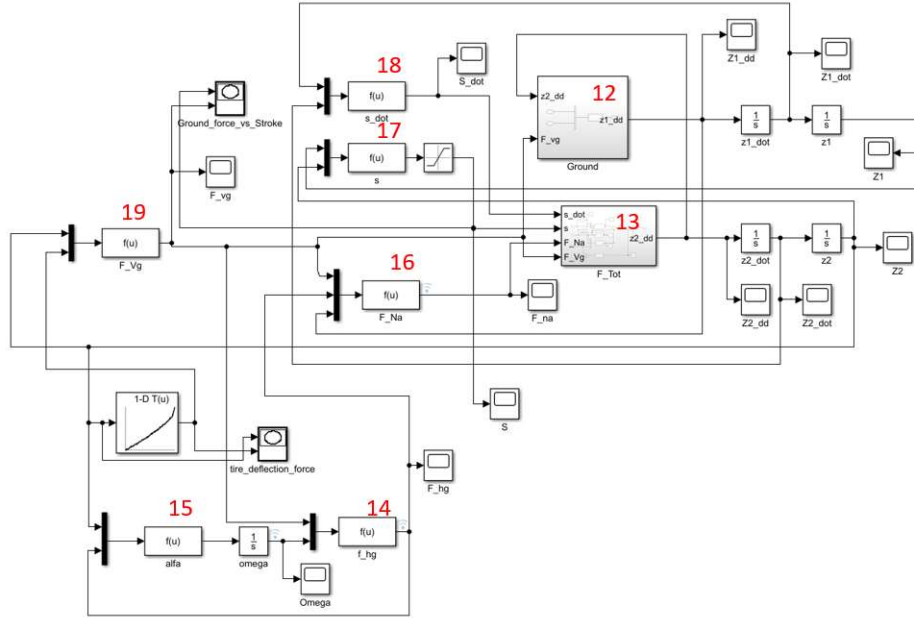 18
f(u)
s_dot
S_dot
12
z2_dd
z1_dd
F_vg
Ground
Z1_dd
Z1_dot
1
s
z1_dot
1
s
z1
Z1
Ground_force_vs_Stroke
17
f(u)
s
F_vg
19
f(u)
F_Vg
13
s_dot
s
F_Na
F_Vg
z2_dd
F_Tot
1
s
z2_dot
1
s
z2
Z2
16
f(u)
F_Na
F_na
Z2_dd
Z2_dot
1-D T(u)
S
tire_deflection_force
F_hg
15
f(u)
alfa
1
s
omega
14
f(u)
f_hg
Omega